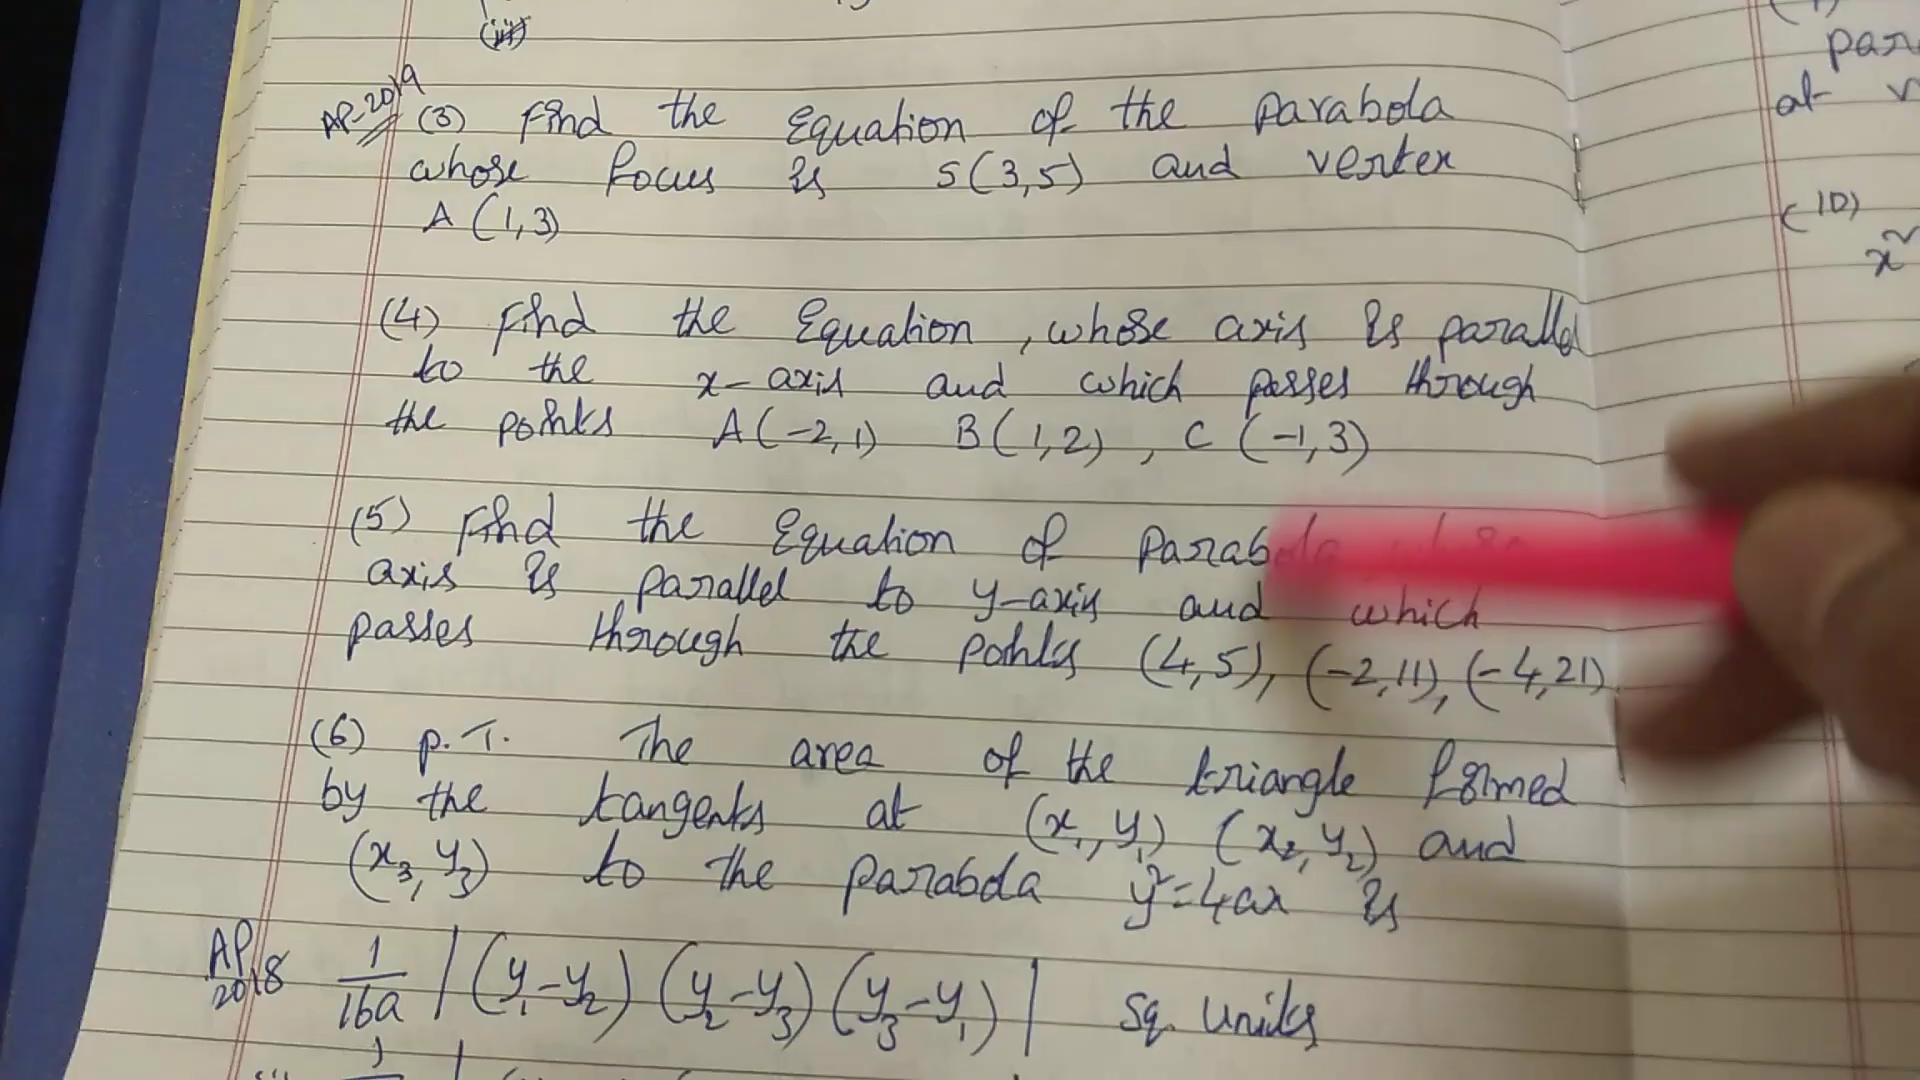 (iii)
AP-2019 (3) Find the Equation of the Parabola
whose focus is S(3,5) and vertex
A (1,3)
(4) Find the Equation, whose axis is parallel
to the x-axis and which passes through
the points A(-2,1) B(1,2), C (-1,3)
(5) Find the Equation of Parabola
axis is parallel to y-axis and which
passes through the points (4,5), (-2,11), (-4,21)
(6) P.T. The area of the triangle formed
by the tangents at (x₁,y₁) (x₂,y₂) and
(x₃,y₃) to the parabola y²=4ax is
AP 2018 1/16a |(y₁-y₂) (y₂-y₃) (y₃-y₁)| sq. units
at
(10)
x²